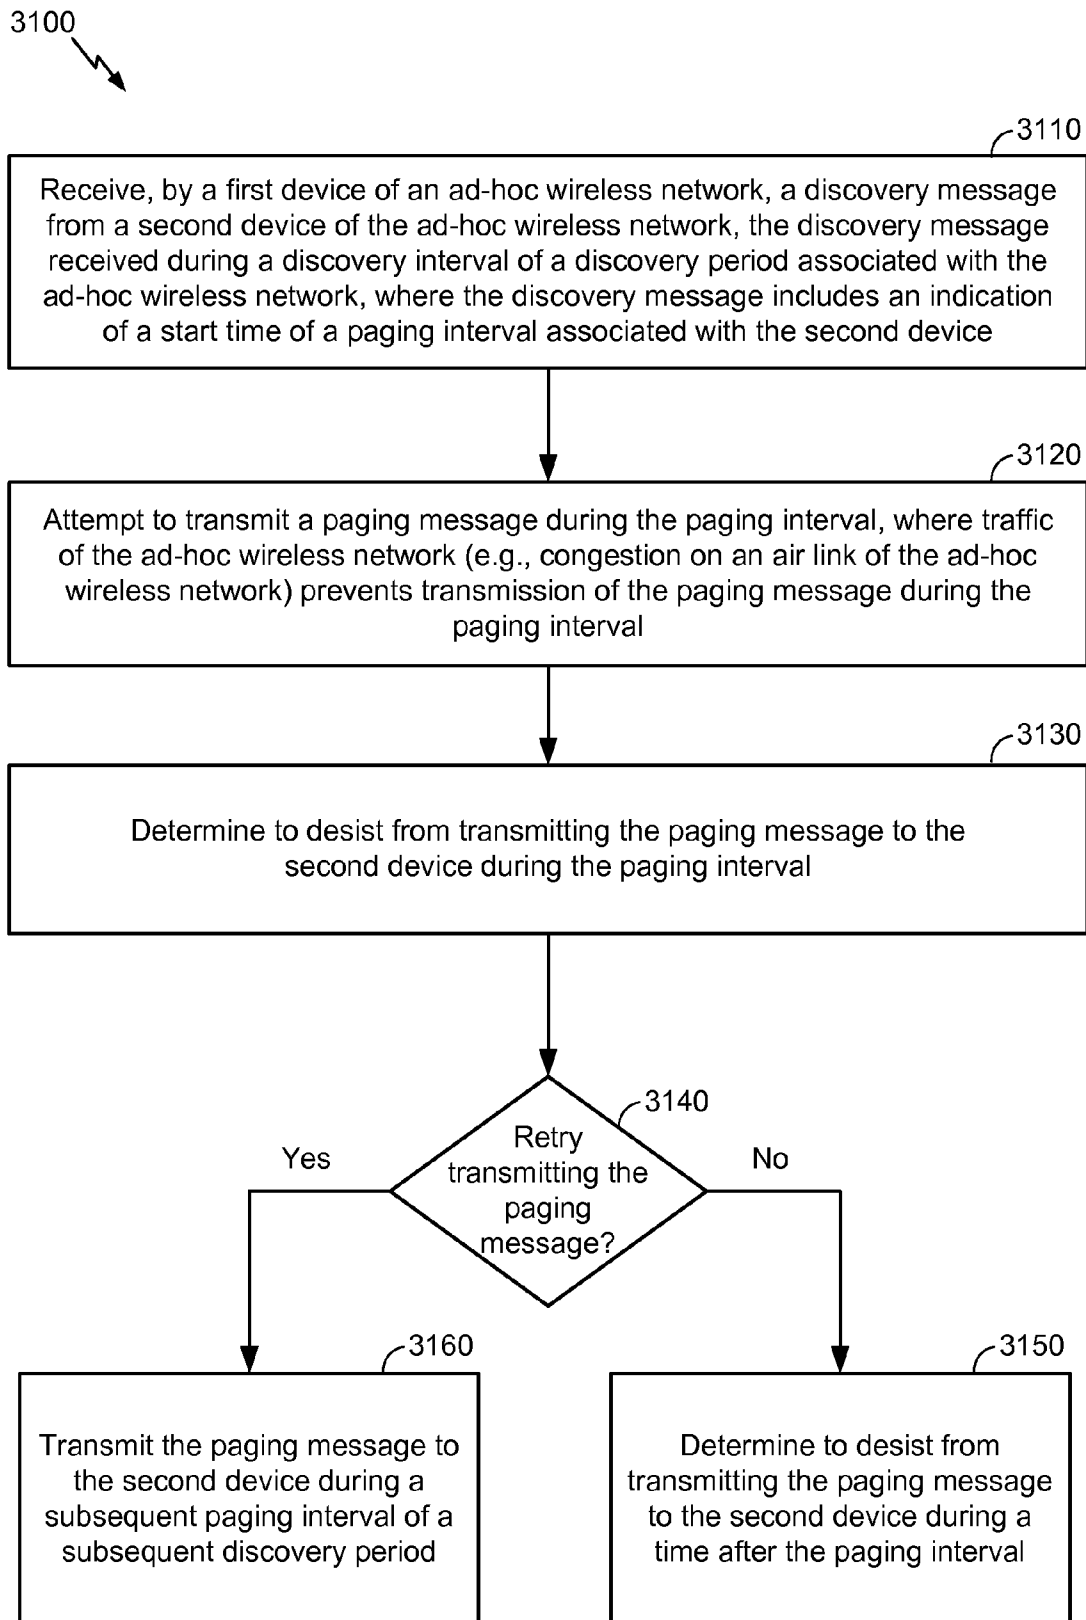 3100
3110
Receive, by a first device of an ad-hoc wireless network, a discovery message
from a second device of the ad-hoc wireless network, the discovery message
received during a discovery interval of a discovery period associated with the
ad-hoc wireless network, where the discovery message includes an indication
of a start time of a paging interval associated with the second device
3120
Attempt to transmit a paging message during the paging interval, where traffic
of the ad-hoc wireless network (e.g., congestion on an air link of the ad-hoc
wireless network) prevents transmission of the paging message during the
paging interval
3130
Determine to desist from transmitting the paging message to the
second device during the paging interval
3140
Retry
transmitting the
paging
message?
Yes
No
3160
Transmit the paging message to
the second device during a
subsequent paging interval of a
subsequent discovery period
3150
Determine to desist from
transmitting the paging message
to the second device during a
time after the paging interval